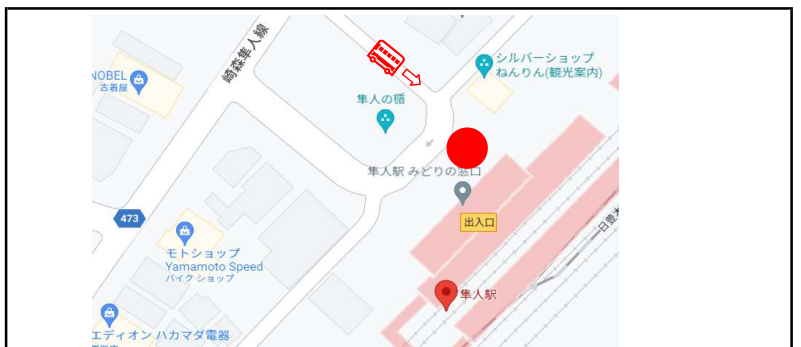 崎森隼人線
シルバーショップ
ねんりん(観光案内)
NOBEL
古着屋
隼人の楯
隼人駅 みどりの窓口
473
出入口
モトショップ
Yamamoto Speed
バイク ショップ
隼人駅
エディオン ハカマダ電器